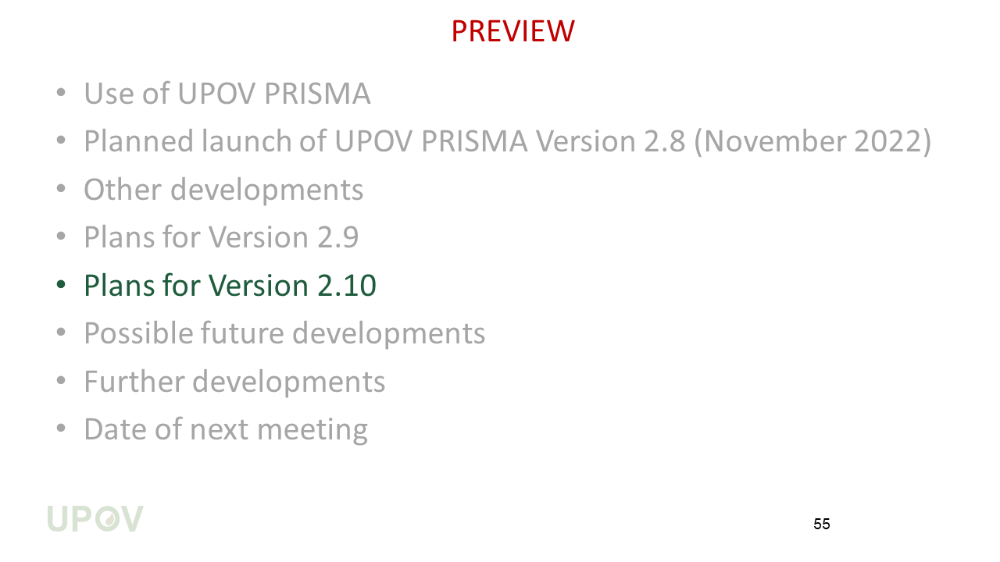 PREVIEW
• Use of UPOV PRISMA
• Planned launch of UPOV PRISMA Version 2.8 (November 2022)
• Other developments
• Plans for Version 2.9
• Plans for Version 2.10
• Possible future developments
• Further developments
• Date of next meeting
UPOV
55